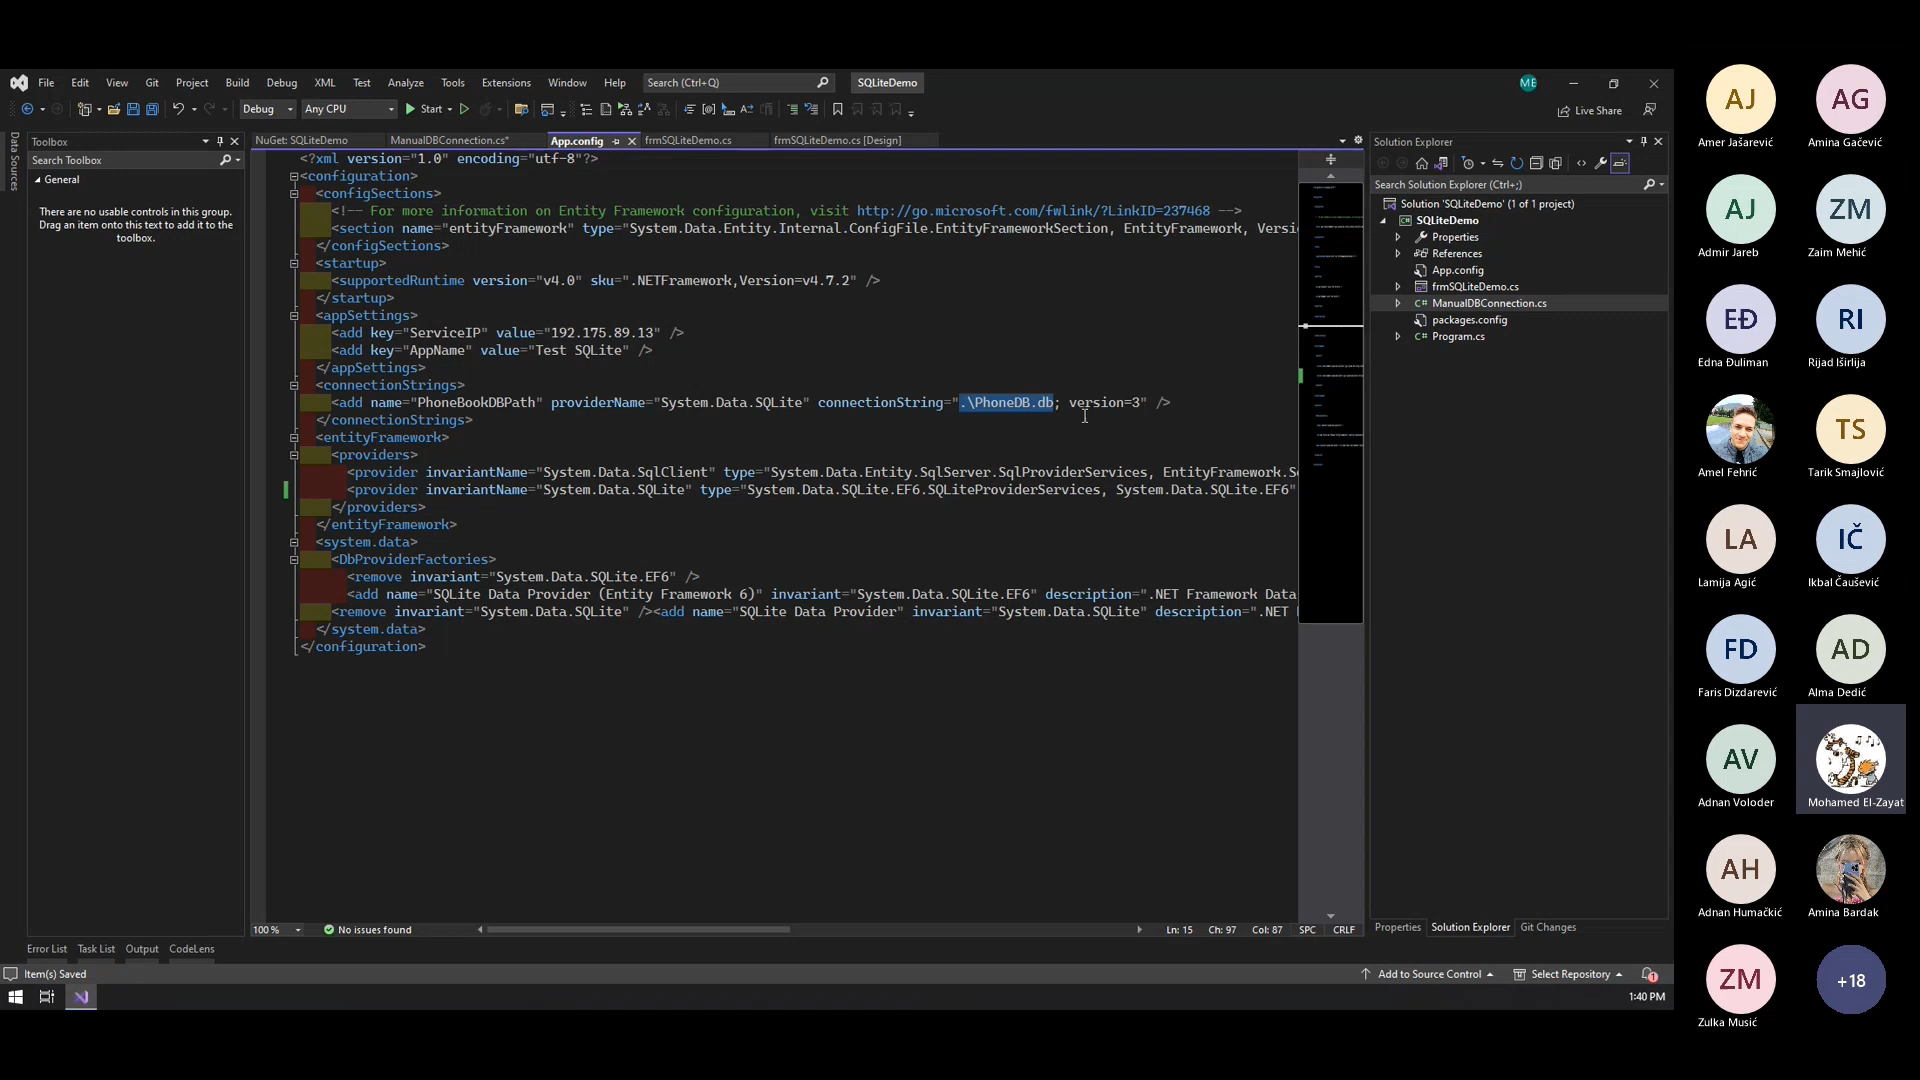 File Edit View Git Project Build Debug XML Test Analyze Tools Extensions Window Help Search (Ctrl+Q) SQLiteDemo ME
Debug Any CPU Start Live Share
Data Sources
Toolbox
Search Toolbox
General
There are no usable controls in this group.
Drag an item onto this text to add it to the
toolbox.
NuGet: SQLiteDemo ManualDBConnection.cs* App.config frmSQLiteDemo.cs frmSQLiteDemo.cs [Design]
<?xml version="1.0" encoding="utf-8"?>
<configuration>
<configSections>
<!-- For more information on Entity Framework configuration, visit http://go.microsoft.com/fwlink/?LinkID=237468 -->
<section name="entityFramework" type="System.Data.Entity.Internal.ConfigFile.EntityFrameworkSection, EntityFramework, Versio
</configSections>
<startup>
<supportedRuntime version="v4.0" sku=".NETFramework,Version=v4.7.2" />
</startup>
<appSettings>
<add key="ServiceIP" value="192.175.89.13" />
<add key="AppName" value="Test SQLite" />
</appSettings>
<connectionStrings>
<add name="PhoneBookDBPath" providerName="System.Data.SQLite" connectionString=".\PhoneDB.db; version=3" />
</connectionStrings>
<entityFramework>
<providers>
<provider invariantName="System.Data.SqlClient" type="System.Data.Entity.SqlServer.SqlProviderServices, EntityFramework.S
<provider invariantName="System.Data.SQLite" type="System.Data.SQLite.EF6.SQLiteProviderServices, System.Data.SQLite.EF6"
</providers>
</entityFramework>
<system.data>
<DbProviderFactories>
<remove invariant="System.Data.SQLite.EF6" />
<add name="SQLite Data Provider (Entity Framework 6)" invariant="System.Data.SQLite.EF6" description=".NET Framework Data
<remove invariant="System.Data.SQLite" /><add name="SQLite Data Provider" invariant="System.Data.SQLite" description=".NET
</system.data>
</configuration>
100 % No issues found Ln: 15 Ch: 97 Col: 87 SPC CRLF
Solution Explorer
Search Solution Explorer (Ctrl+;)
Solution 'SQLiteDemo' (1 of 1 project)
SQLiteDemo
Properties
References
App.config
frmSQLiteDemo.cs
C# ManualDBConnection.cs
packages.config
C# Program.cs
Properties Solution Explorer Git Changes
Error List Task List Output CodeLens
Item(s) Saved Add to Source Control Select Repository 1
1:40 PM
AJ AG
Amer Jašarević Amina Gačević
AJ ZM
Admir Jareb Zaim Mehić
EĐ RI
Edna Đuliman Rijad Iširlija
TS
Amel Fehrić Tarik Smajlović
LA IČ
Lamija Agić Ikbal Čaušević
FD AD
Faris Dizdarević Alma Dedić
AV
Adnan Voloder Mohamed El-Zayat
AH
Adnan Humačkić Amina Bardak
ZM +18
Zulka Musić